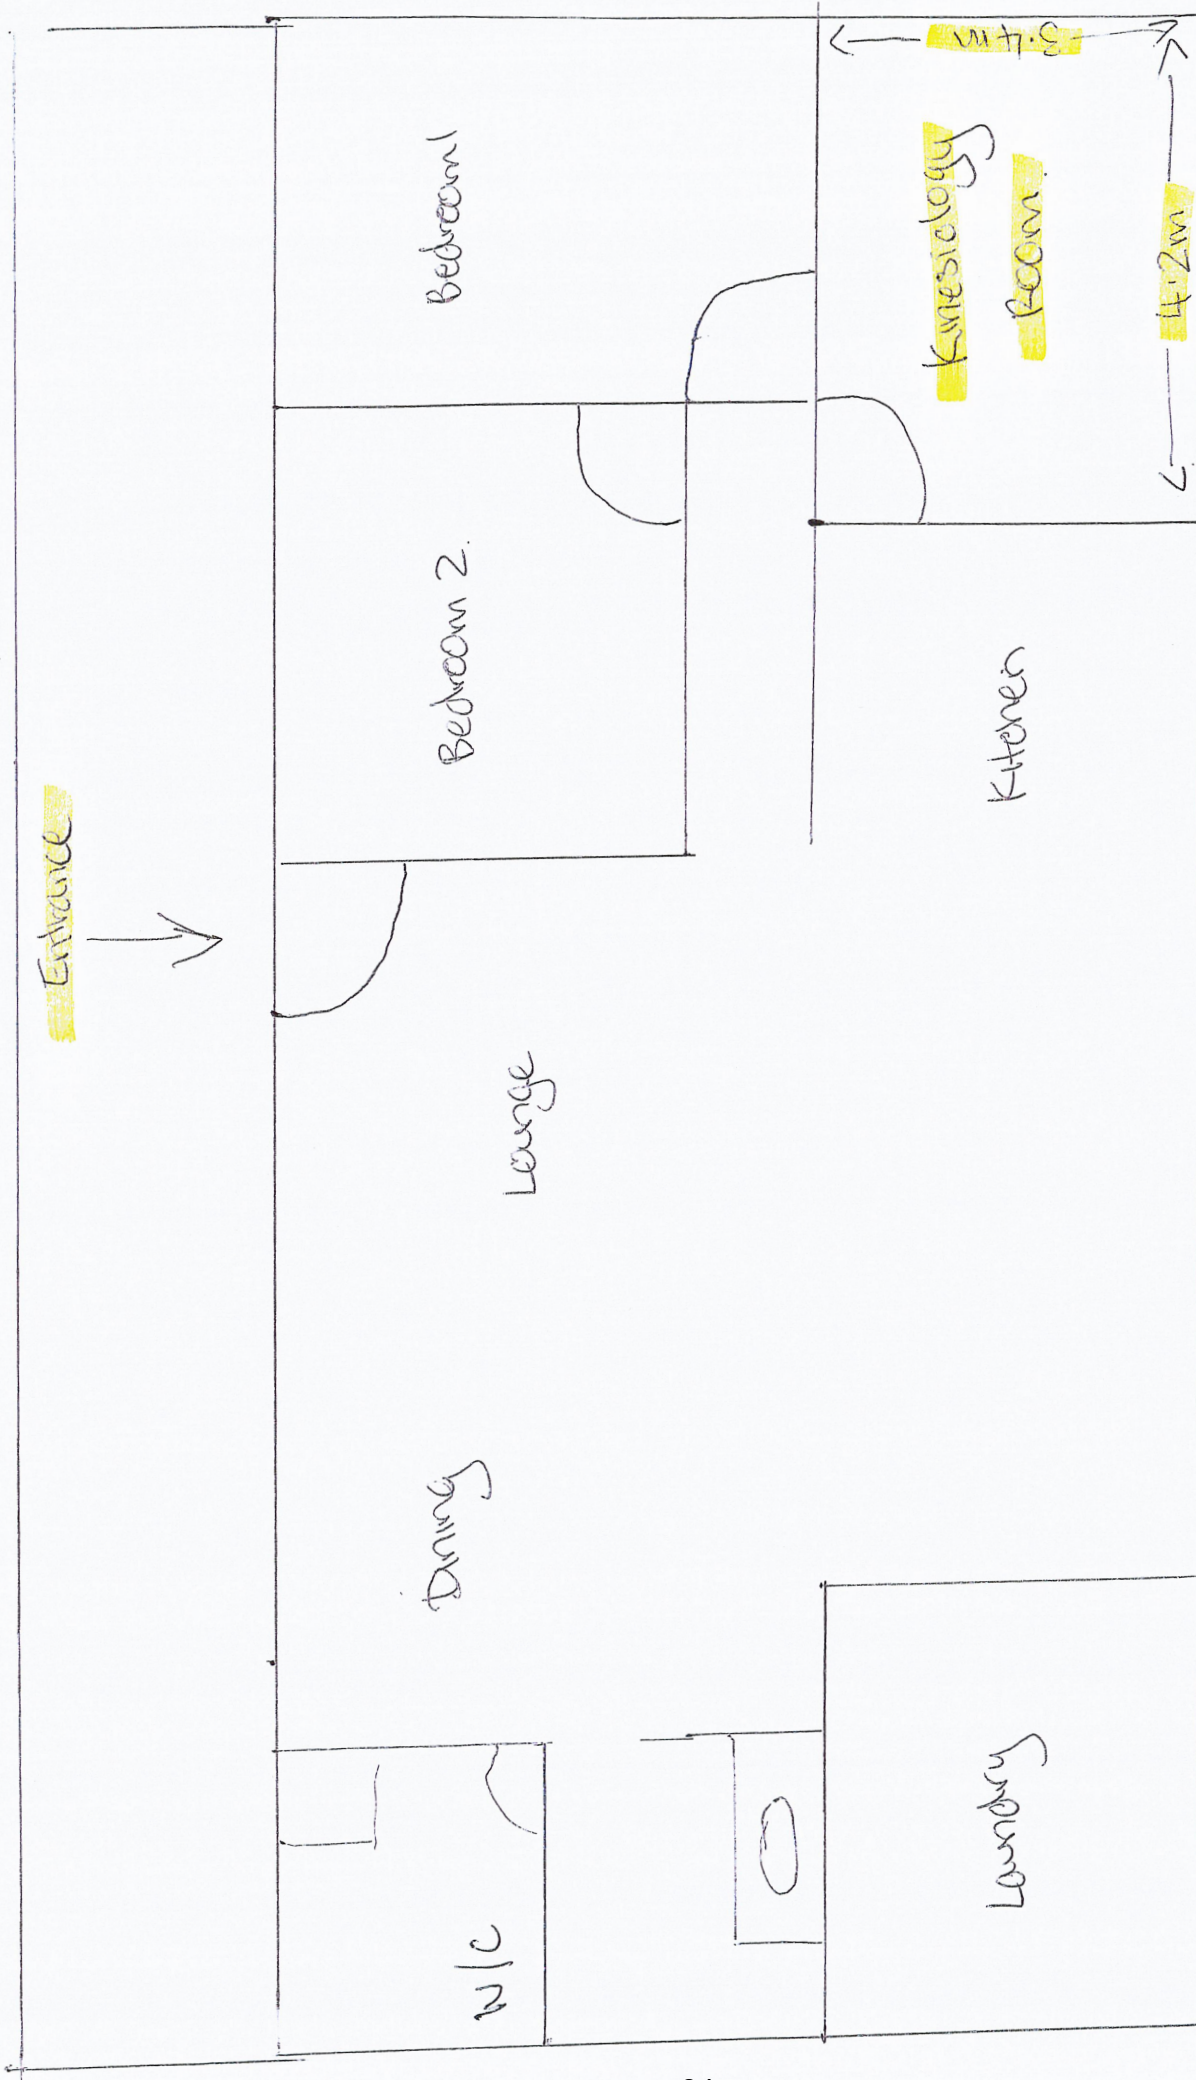 Entrance
W/C
Dining
Lounge
Bedroom 2.
Bedroom 1
Laundry
Kitchen
Kinesiology
Room.
3.4m
4.2m